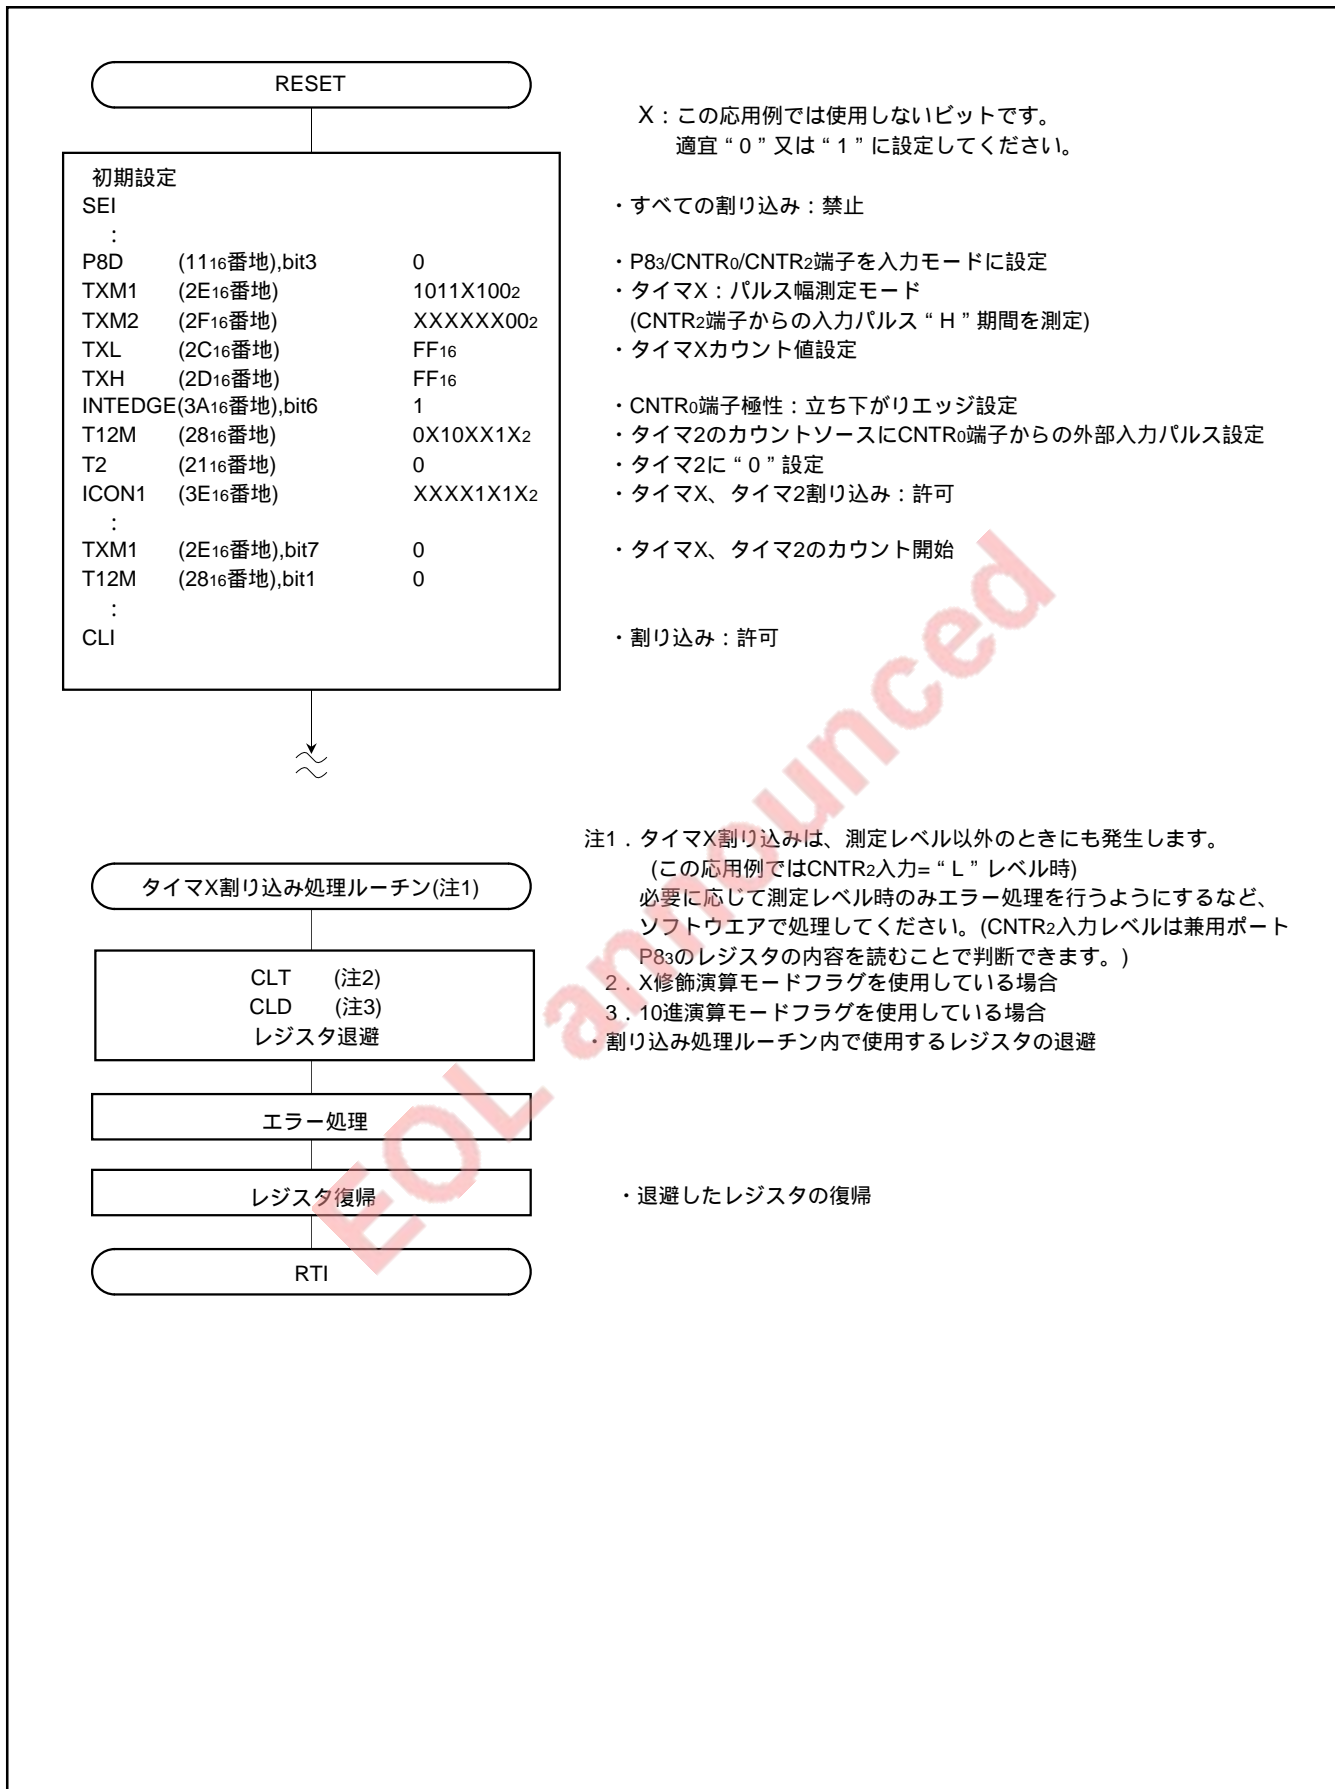 RESET
X：この応用例では使用しないビットです。
適宜“0”又は“1”に設定してください。
初期設定
SEI ・すべての割り込み：禁止
：
P8D (1116番地),bit3 0 ・P83/CNTR0/CNTR2端子を入力モードに設定
TXM1 (2E16番地) 1011X1002 ・タイマX：パルス幅測定モード
TXM2 (2F16番地) XXXXXX002 (CNTR2端子からの入力パルス“H”期間を測定)
TXL (2C16番地) FF16 ・タイマXカウント値設定
TXH (2D16番地) FF16
INTEDGE(3A16番地),bit6 1 ・CNTR0端子極性：立ち下がりエッジ設定
T12M (2816番地) 0X10XX1X2 ・タイマ2のカウントソースにCNTR0端子からの外部入力パルス設定
T2 (2116番地) 0 ・タイマ2に“0”設定
ICON1 (3E16番地) XXXX1X1X2 ・タイマX、タイマ2割り込み：許可
：
TXM1 (2E16番地),bit7 0 ・タイマX、タイマ2のカウント開始
T12M (2816番地),bit1 0
：
CLI ・割り込み：許可
注1．タイマX割り込みは、測定レベル以外のときにも発生します。
(この応用例ではCNTR2入力=“L”レベル時)
タイマX割り込み処理ルーチン(注1)
必要に応じて測定レベル時のみエラー処理を行うようにするなど、
ソフトウエアで処理してください。(CNTR2入力レベルは兼用ポート
P83のレジスタの内容を読むことで判断できます。)
CLT (注2) 2．X修飾演算モードフラグを使用している場合
CLD (注3) 3．10進演算モードフラグを使用している場合
レジスタ退避 ・割り込み処理ルーチン内で使用するレジスタの退避
エラー処理
レジスタ復帰 ・退避したレジスタの復帰
RTI
EOL announced